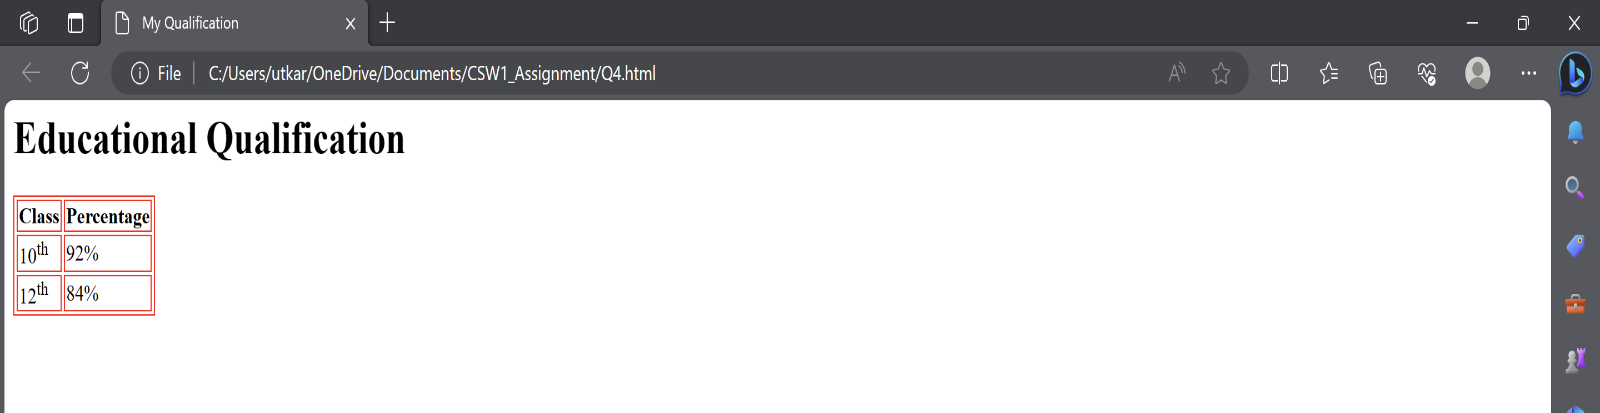 My Qualification
File C:/Users/utkar/OneDrive/Documents/CSW1_Assignment/Q4.html
Educational Qualification
Class Percentage
10th 92%
12th 84%